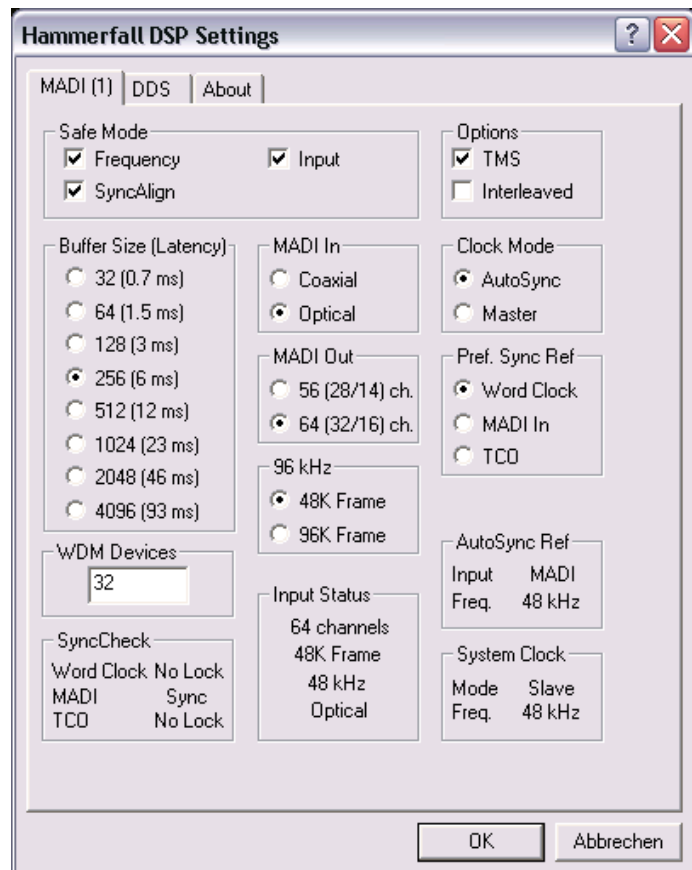 Hammerfall DSP Settings
MADI (1) DDS About
Safe Mode
Frequency Input
SyncAlign
Options
TMS
Interleaved
Buffer Size (Latency)
32 (0.7 ms)
64 (1.5 ms)
128 (3 ms)
256 (6 ms)
512 (12 ms)
1024 (23 ms)
2048 (46 ms)
4096 (93 ms)
MADI In
Coaxial
Optical
Clock Mode
AutoSync
Master
MADI Out
56 (28/14) ch.
64 (32/16) ch.
Pref. Sync Ref
Word Clock
MADI In
TCO
96 kHz
48K Frame
96K Frame
WDM Devices
32
AutoSync Ref
Input MADI
Freq. 48 kHz
SyncCheck
Word Clock No Lock
MADI Sync
TCO No Lock
Input Status
64 channels
48K Frame
48 kHz
Optical
System Clock
Mode Slave
Freq. 48 kHz
OK Abbrechen